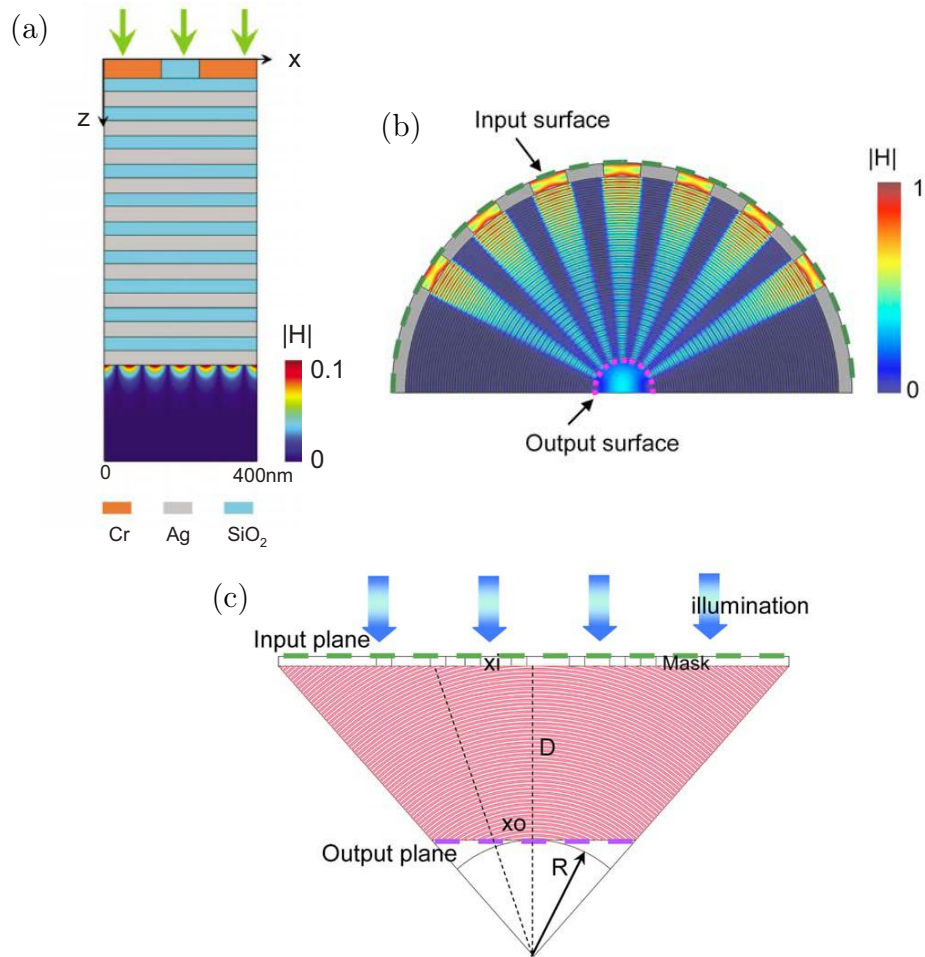 (a)
x
z
|H|
0.1
0
0
400nm
Cr
Ag
SiO₂
(b)
Input surface
|H|
1
0
Output surface
(c)
illumination
Input plane
xi
Mask
D
xo
Output plane
R